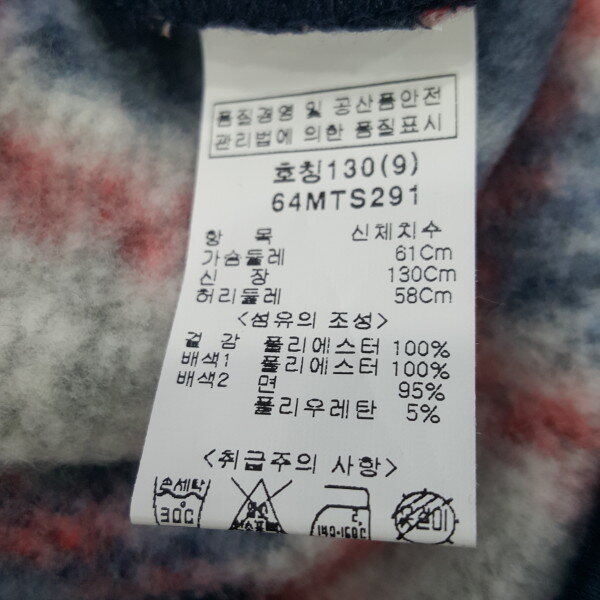 품질경영 및 공산품안전
관리법에 의한 품질표시
호칭130(9)
64MTS291
항 목 신체치수
가슴둘레 61Cm
신 장 130Cm
허리둘레 58Cm
<섬유의 조성>
겉 감 폴리에스터 100%
배색1 폴리에스터 100%
배색2 면 95%
폴리우레탄 5%
<취급주의 사항>
손세탁
30℃
2,
140-160℃